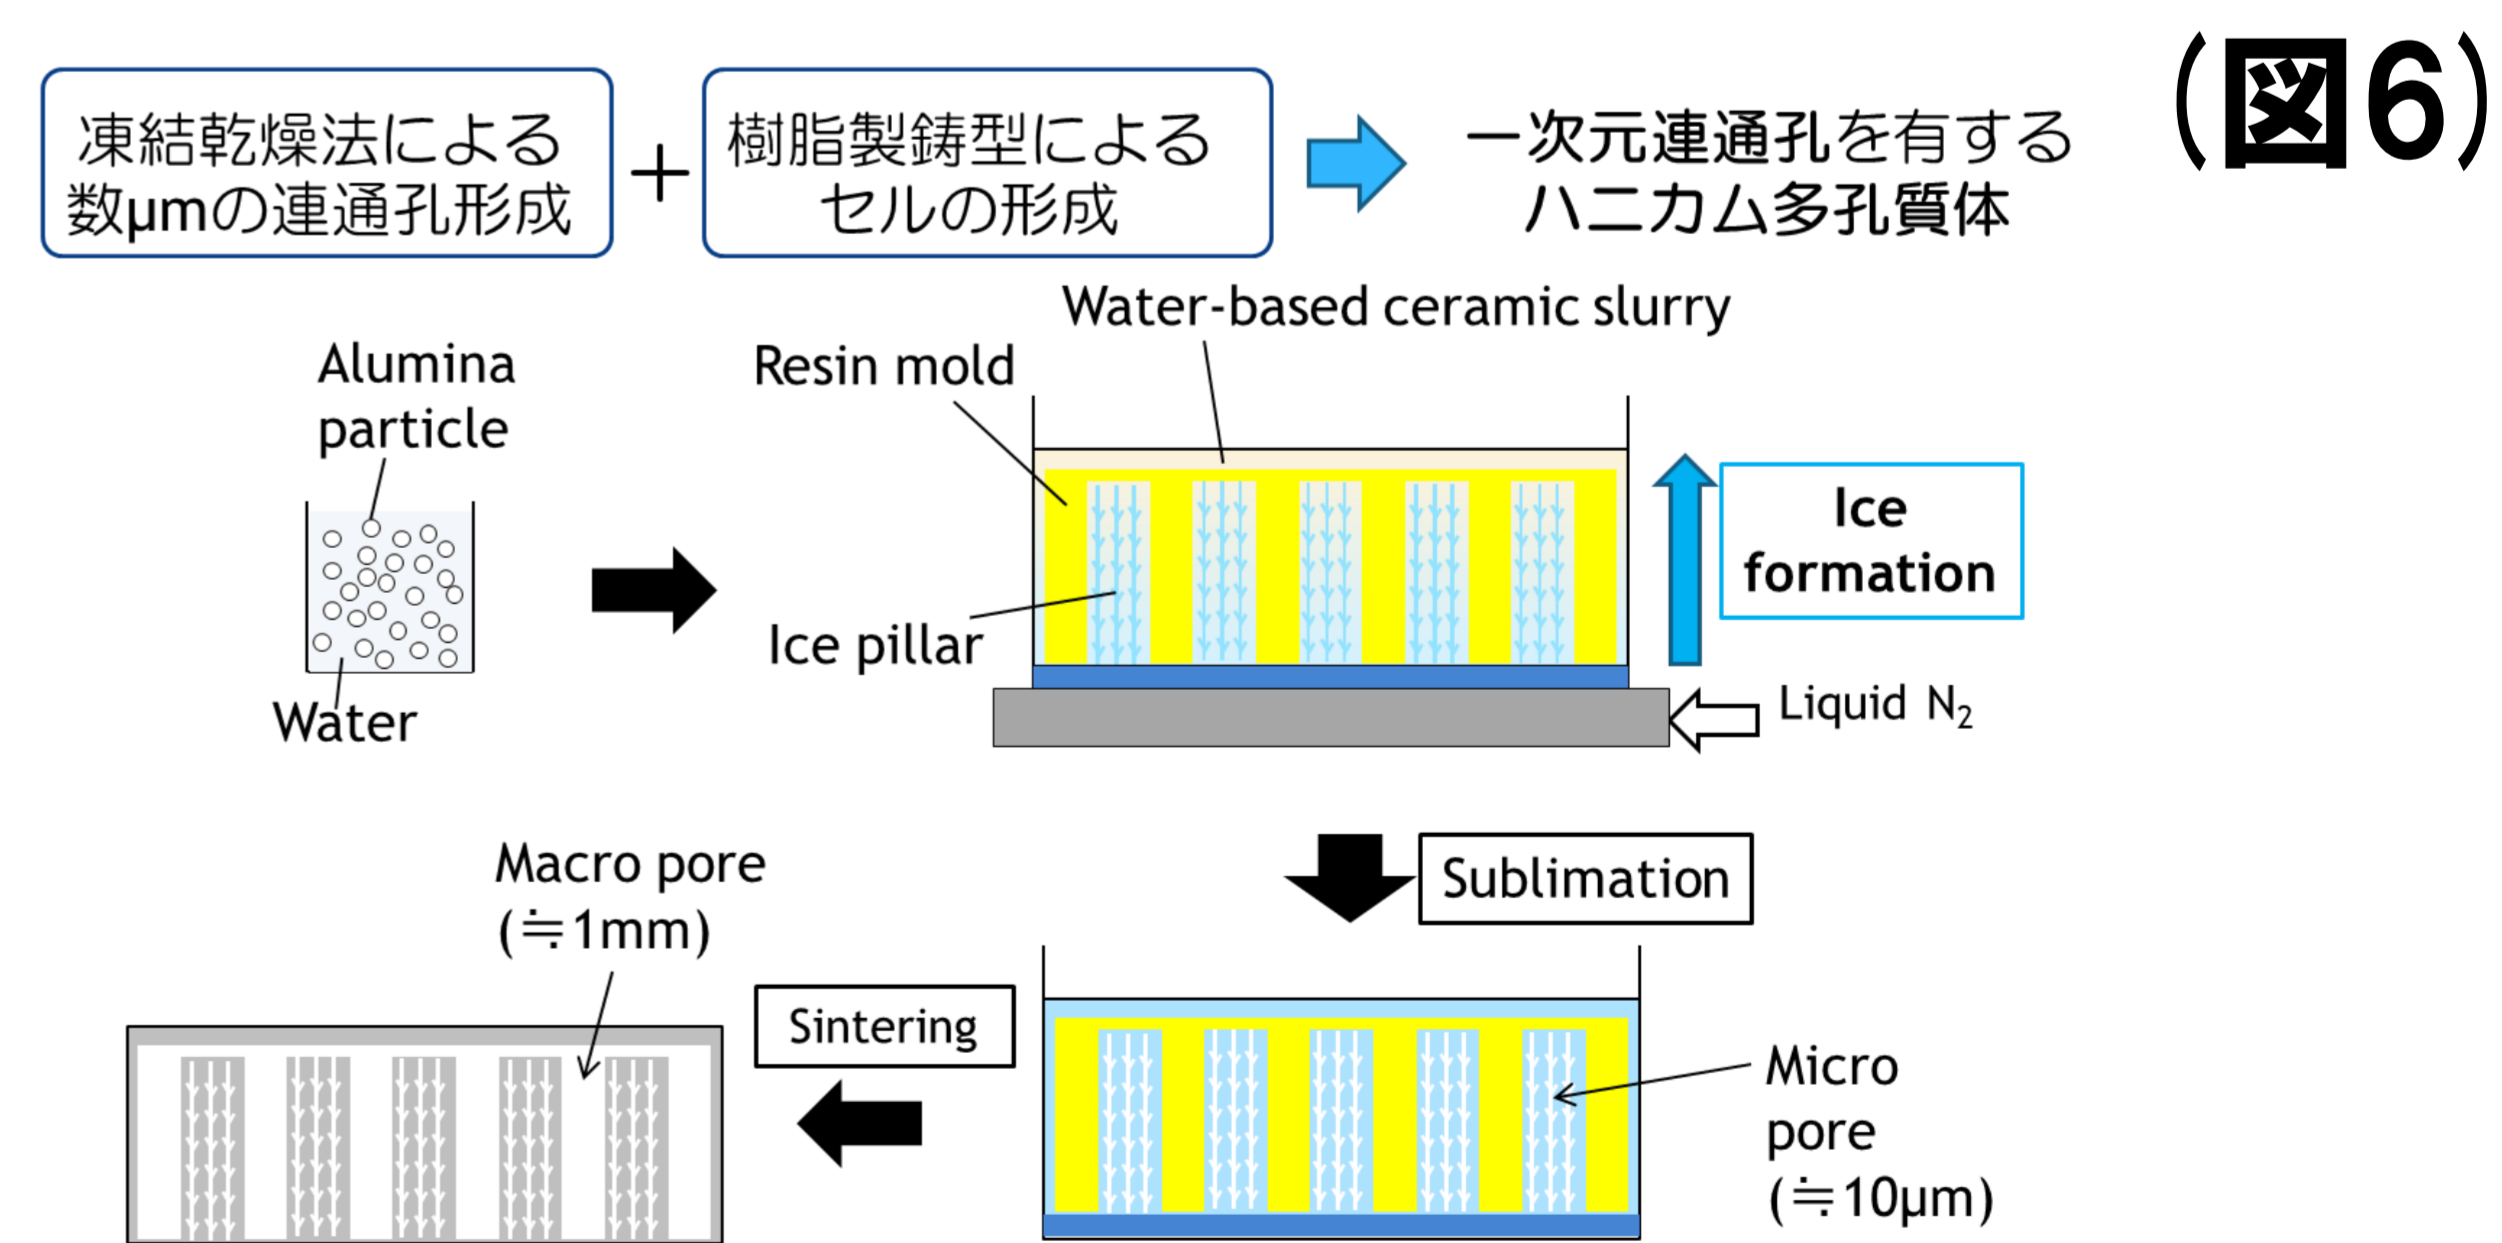 (図6)
凍結乾燥法による
数μmの連通孔形成
+
樹脂製鋳型による
セルの形成
一次元連通孔を有する
ハニカム多孔質体
Water-based ceramic slurry
Resin mold
Alumina
particle
Water
Ice pillar
Ice
formation
Liquid N₂
Sublimation
Micro
pore
(≒10μm)
Sintering
Macro pore
(≒1mm)